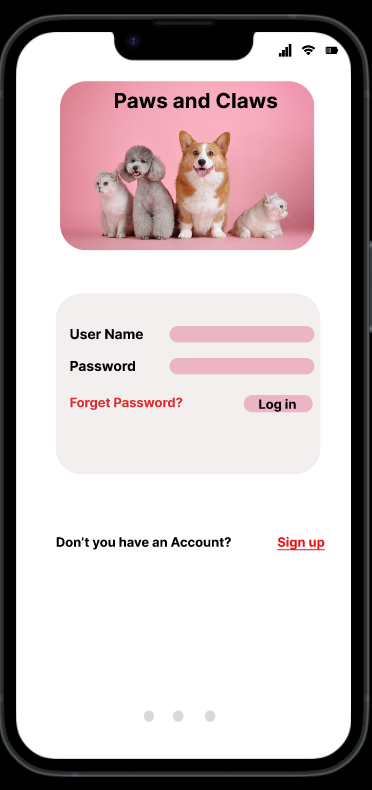 Paws and Claws
User Name
Password
Forget Password?
Log in
Don't you have an Account?
Sign up